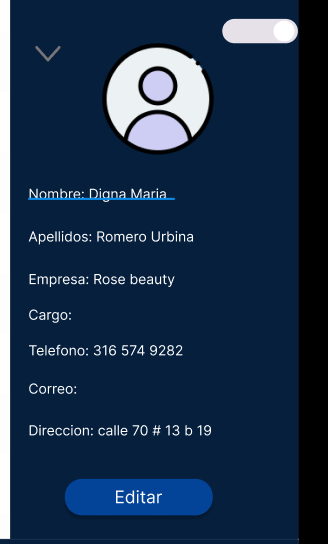 Nombre: Digna Maria
Apellidos: Romero Urbina
Empresa: Rose beauty
Cargo:
Telefono: 316 574 9282
Correo:
Direccion: calle 70 # 13 b 19
Editar